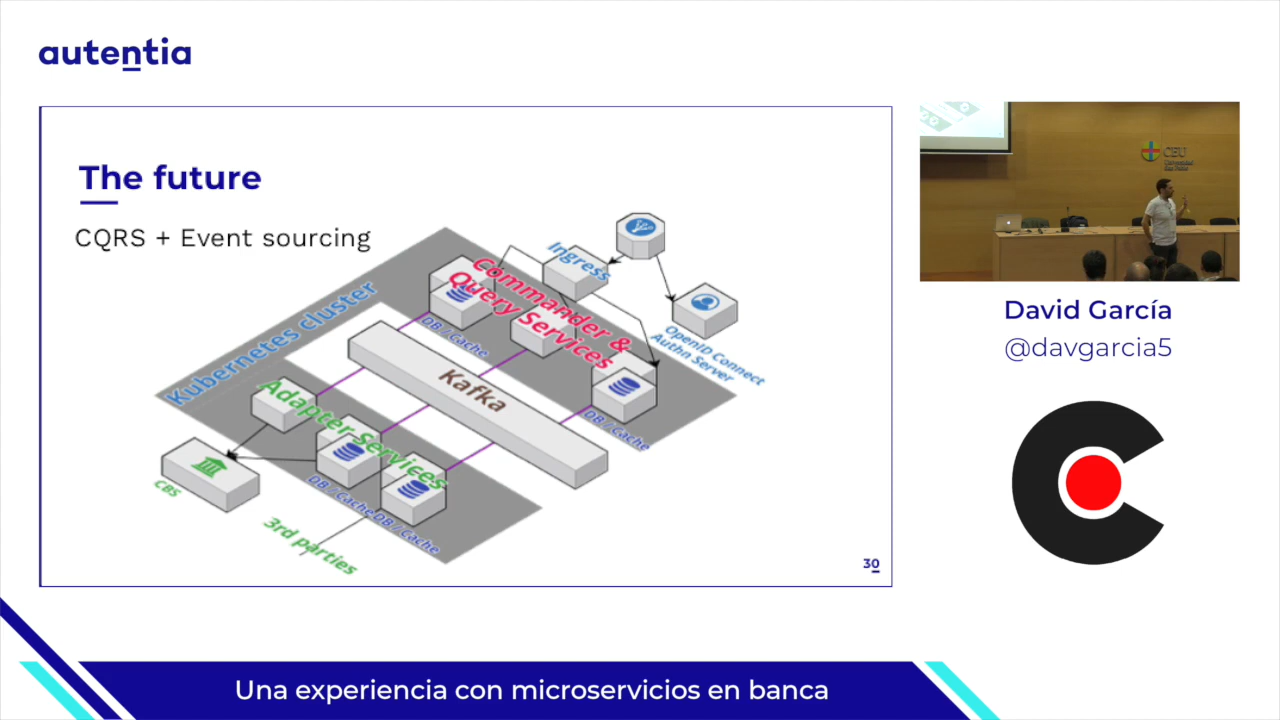 autentia
The future
CQRS + Event sourcing
Ingress
Commander &
Query Services
OpenID Connect
Authn Server
DB / Cache
Kubernetes cluster
Kafka
DB / Cache
Adapter Services
CBS
DB / Cache
DB / Cache
3rd parties
30
CEU
David García
@davgarcia5
Una experiencia con microservicios en banca